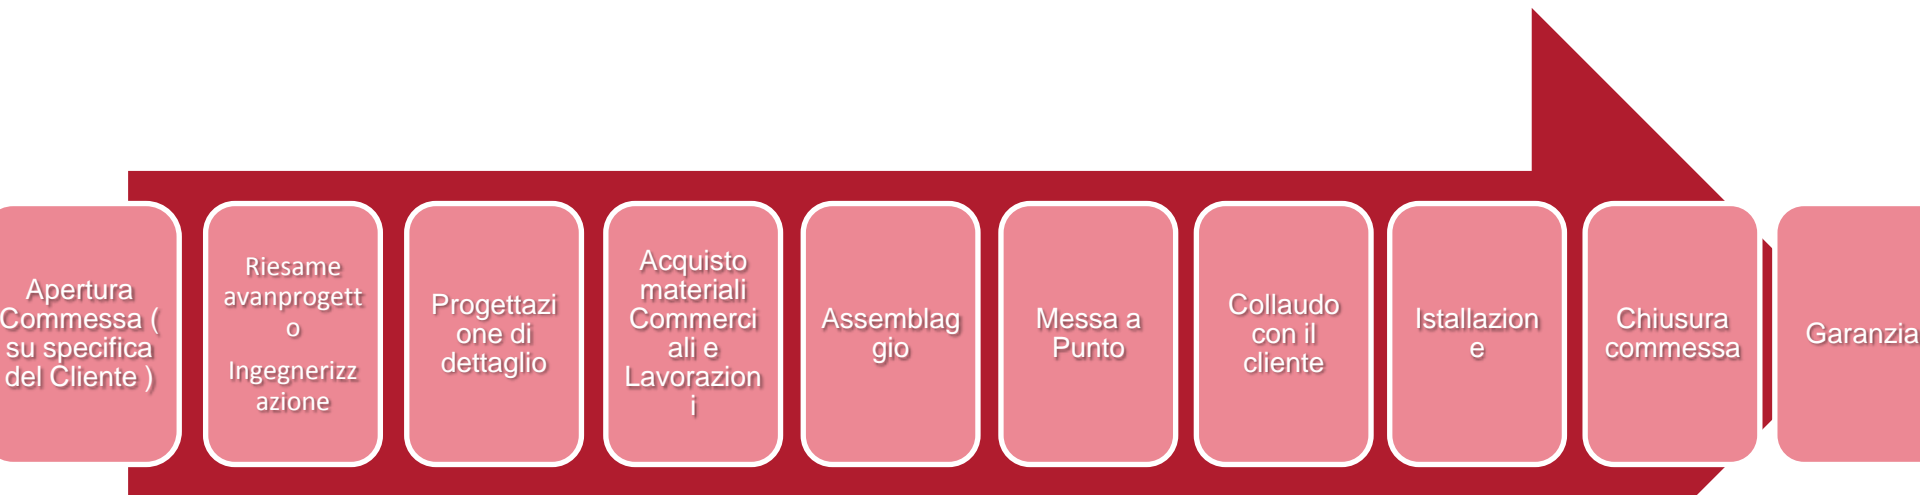 Apertura
Commessa (
su specifica
del Cliente )
Riesame
avanprogett
o
Ingegnerizz
azione
Progettazi
one di
dettaglio
Acquisto
materiali
Commerci
ali e
Lavorazion
i
Assemblag
gio
Messa a
Punto
Collaudo
con il
cliente
Istallazion
e
Chiusura
commessa
Garanzia